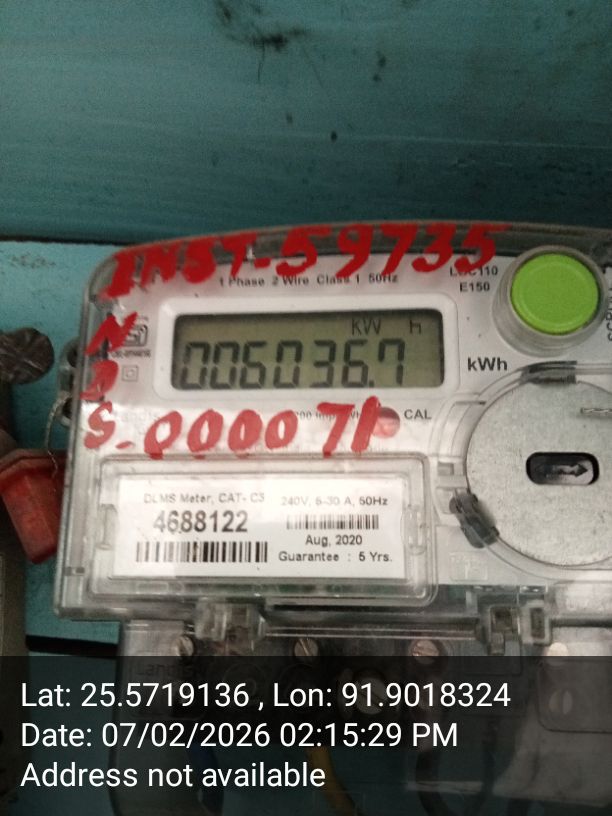 INST-59735
1 Phase 2 Wire Class 1 50Hz
E150
N
KW h
006036.7
kWh
S-000071
CAL
DLMS Meter, CAT- C3
240V, 5-30 A, 50Hz
4688122
Aug, 2020
Guarantee : 5 Yrs.
Lat: 25.5719136 , Lon: 91.9018324
Date: 07/02/2026 02:15:29 PM
Address not available